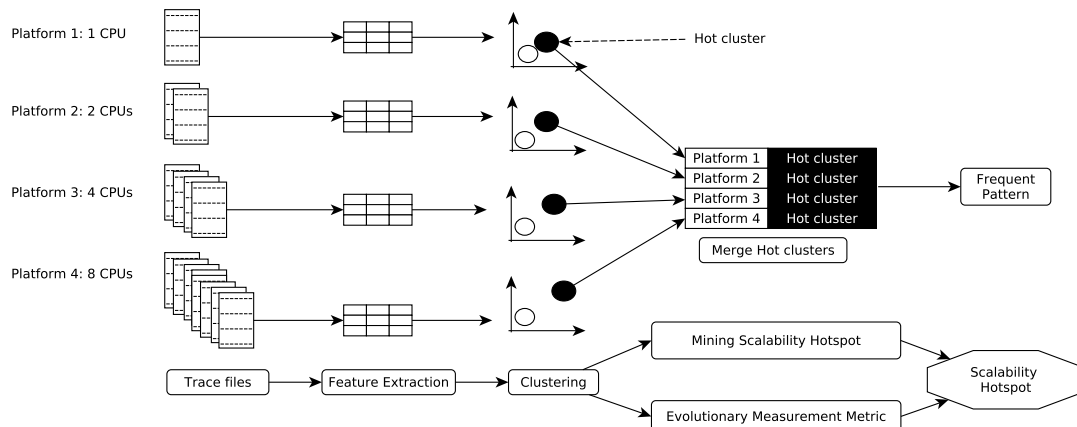 Platform 1: 1 CPU
Hot cluster
Platform 2: 2 CPUs
Platform 1 Hot cluster
Platform 2 Hot cluster
Platform 3 Hot cluster
Platform 4 Hot cluster
Frequent
Pattern
Platform 3: 4 CPUs
Merge Hot clusters
Platform 4: 8 CPUs
Mining Scalability Hotspot
Trace files
Feature Extraction
Clustering
Scalability
Hotspot
Evolutionary Measurement Metric